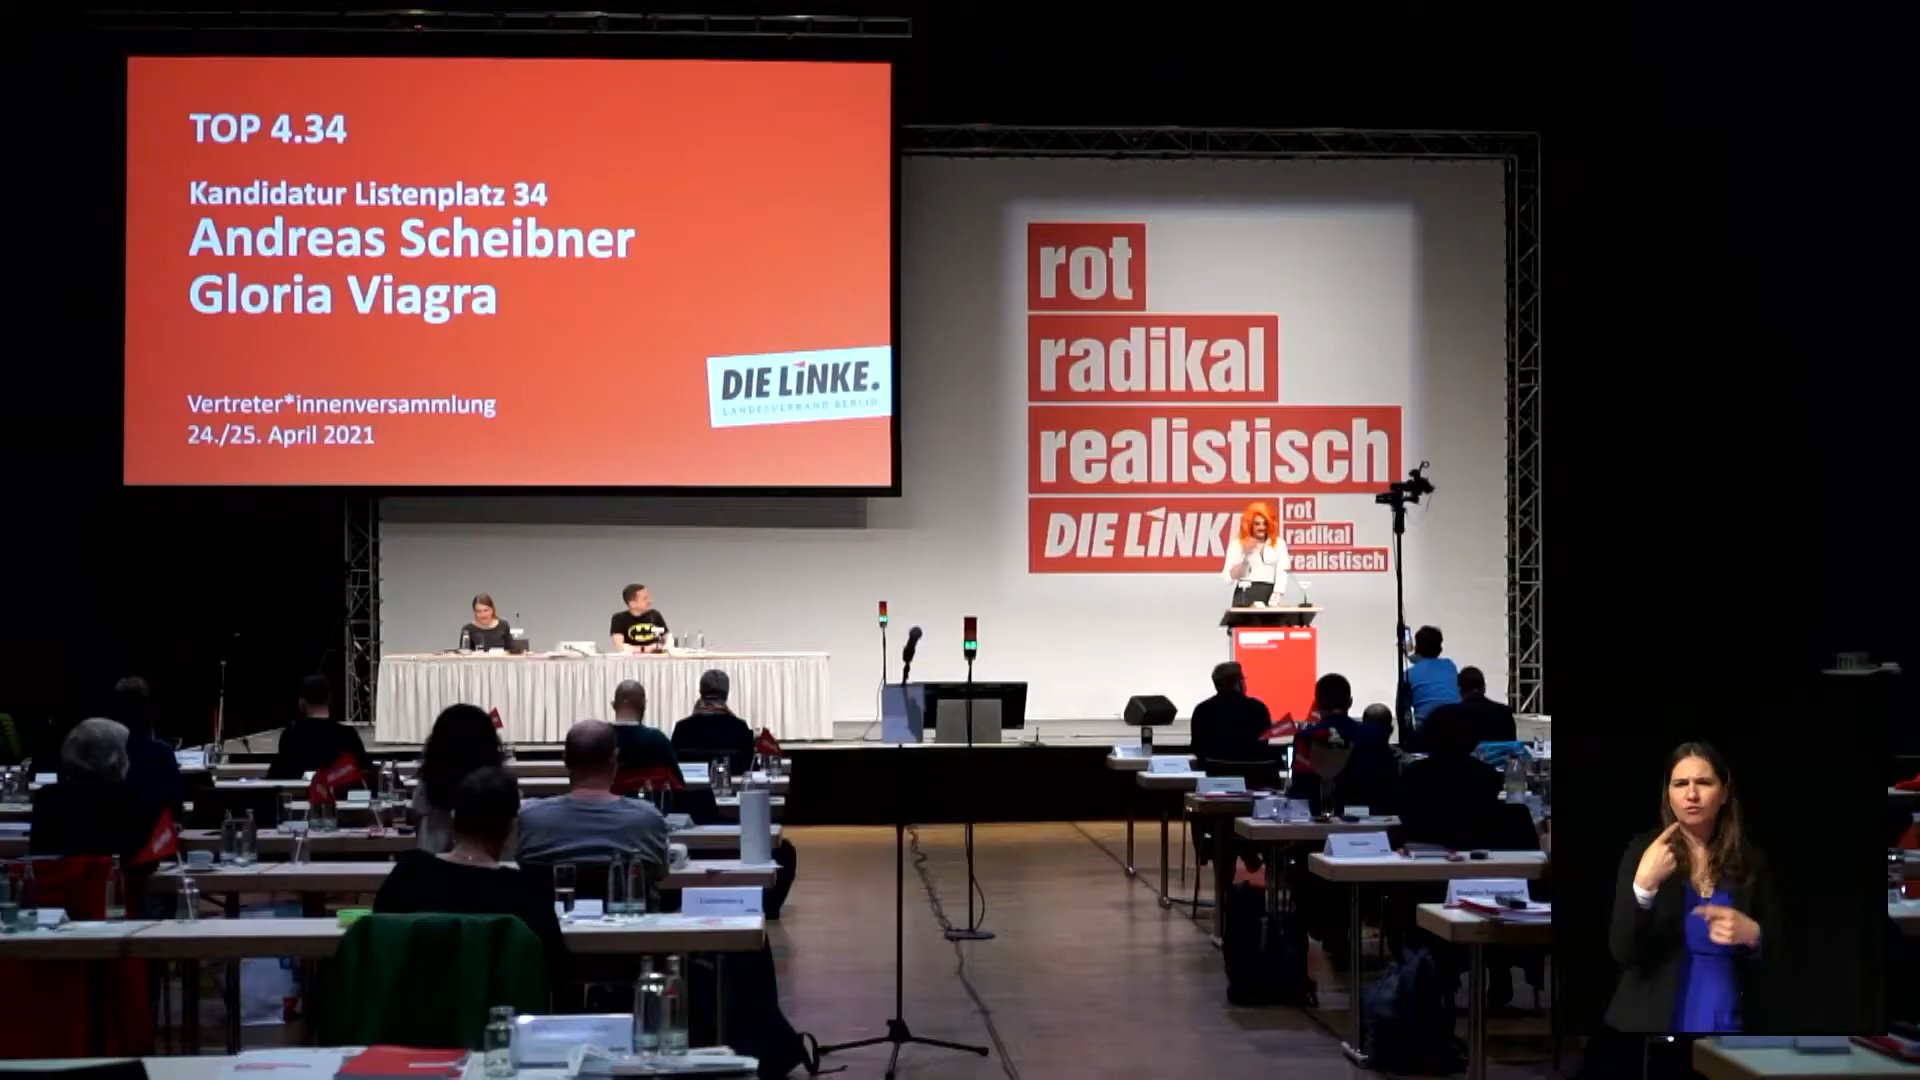 TOP 4.34
Kandidatur Listenplatz 34
Andreas Scheibner
Gloria Viagra
DIE LINKE.
LANDESVERBAND BERLIN
Vertreter*innenversammlung
24./25. April 2021
rot
radikal
realistisch
DIE LINK
rot
radikal
realistisch